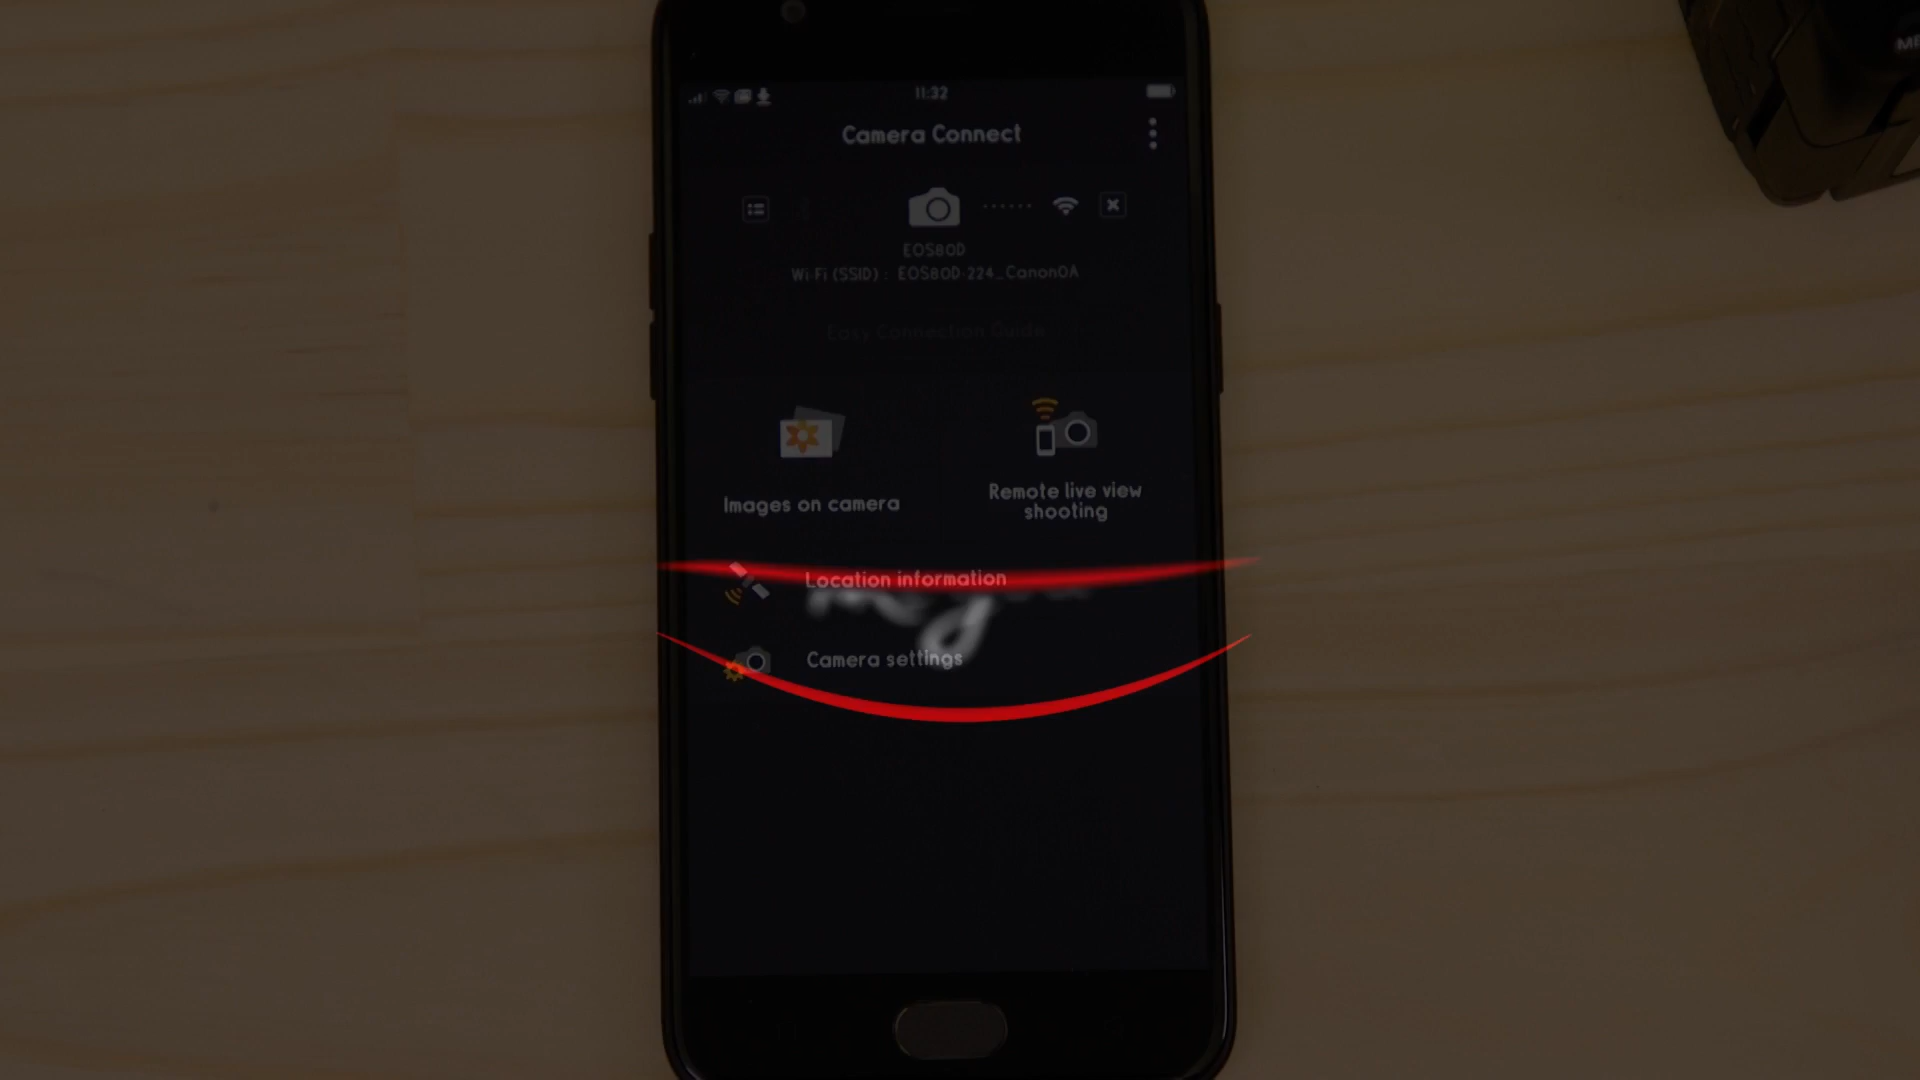 11:32
Camera Connect
EOS80D
Wi Fi (SSID) : EOS80D-224_Canon0A
Easy Connection Guide
Images on camera
Remote live view
shooting
Location information
Camera settings